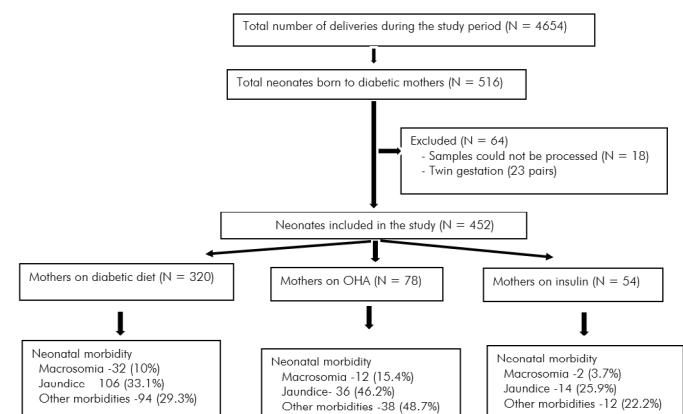 Total number of deliveries during the study period (N = 4654)
Total neonates born to diabetic mothers (N = 516)
Excluded (N = 64)
- Samples could not be processed (N = 18)
- Twin gestation (23 pairs)
Neonates included in the study (N = 452)
Mothers on diabetic diet (N = 320)
Mothers on OHA (N = 78)
Mothers on insulin (N = 54)
Neonatal morbidity
Macrosomia -32 (10%)
Jaundice 106 (33.1%)
Other morbidities -94 (29.3%)
Neonatal morbidity
Macrosomia -12 (15.4%)
Jaundice- 36 (46.2%)
Other morbidities -38 (48.7%)
Neonatal morbidity
Macrosomia -2 (3.7%)
Jaundice -14 (25.9%)
Other morbidities -12 (22.2%)